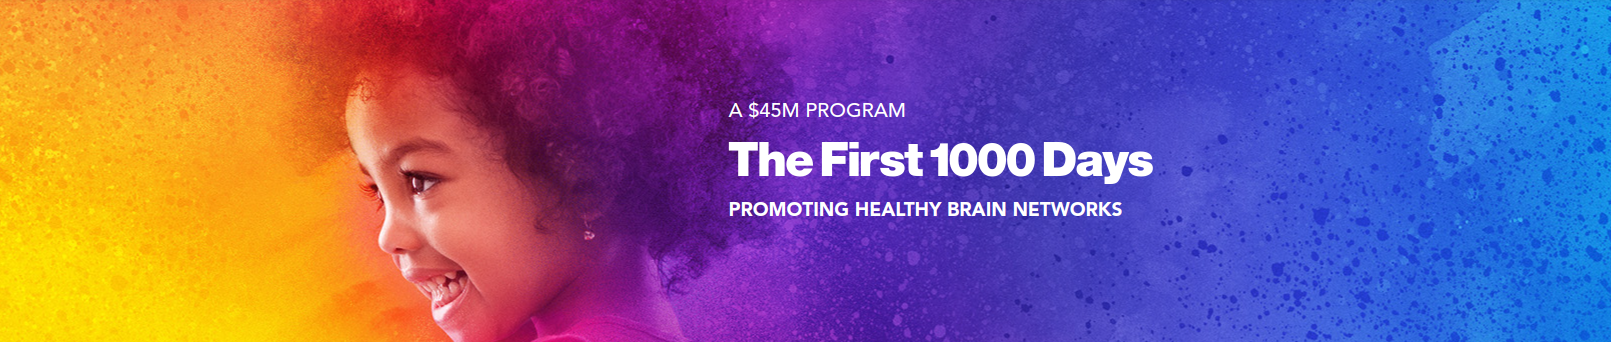 A $45M PROGRAM
The First 1000 Days
PROMOTING HEALTHY BRAIN NETWORKS